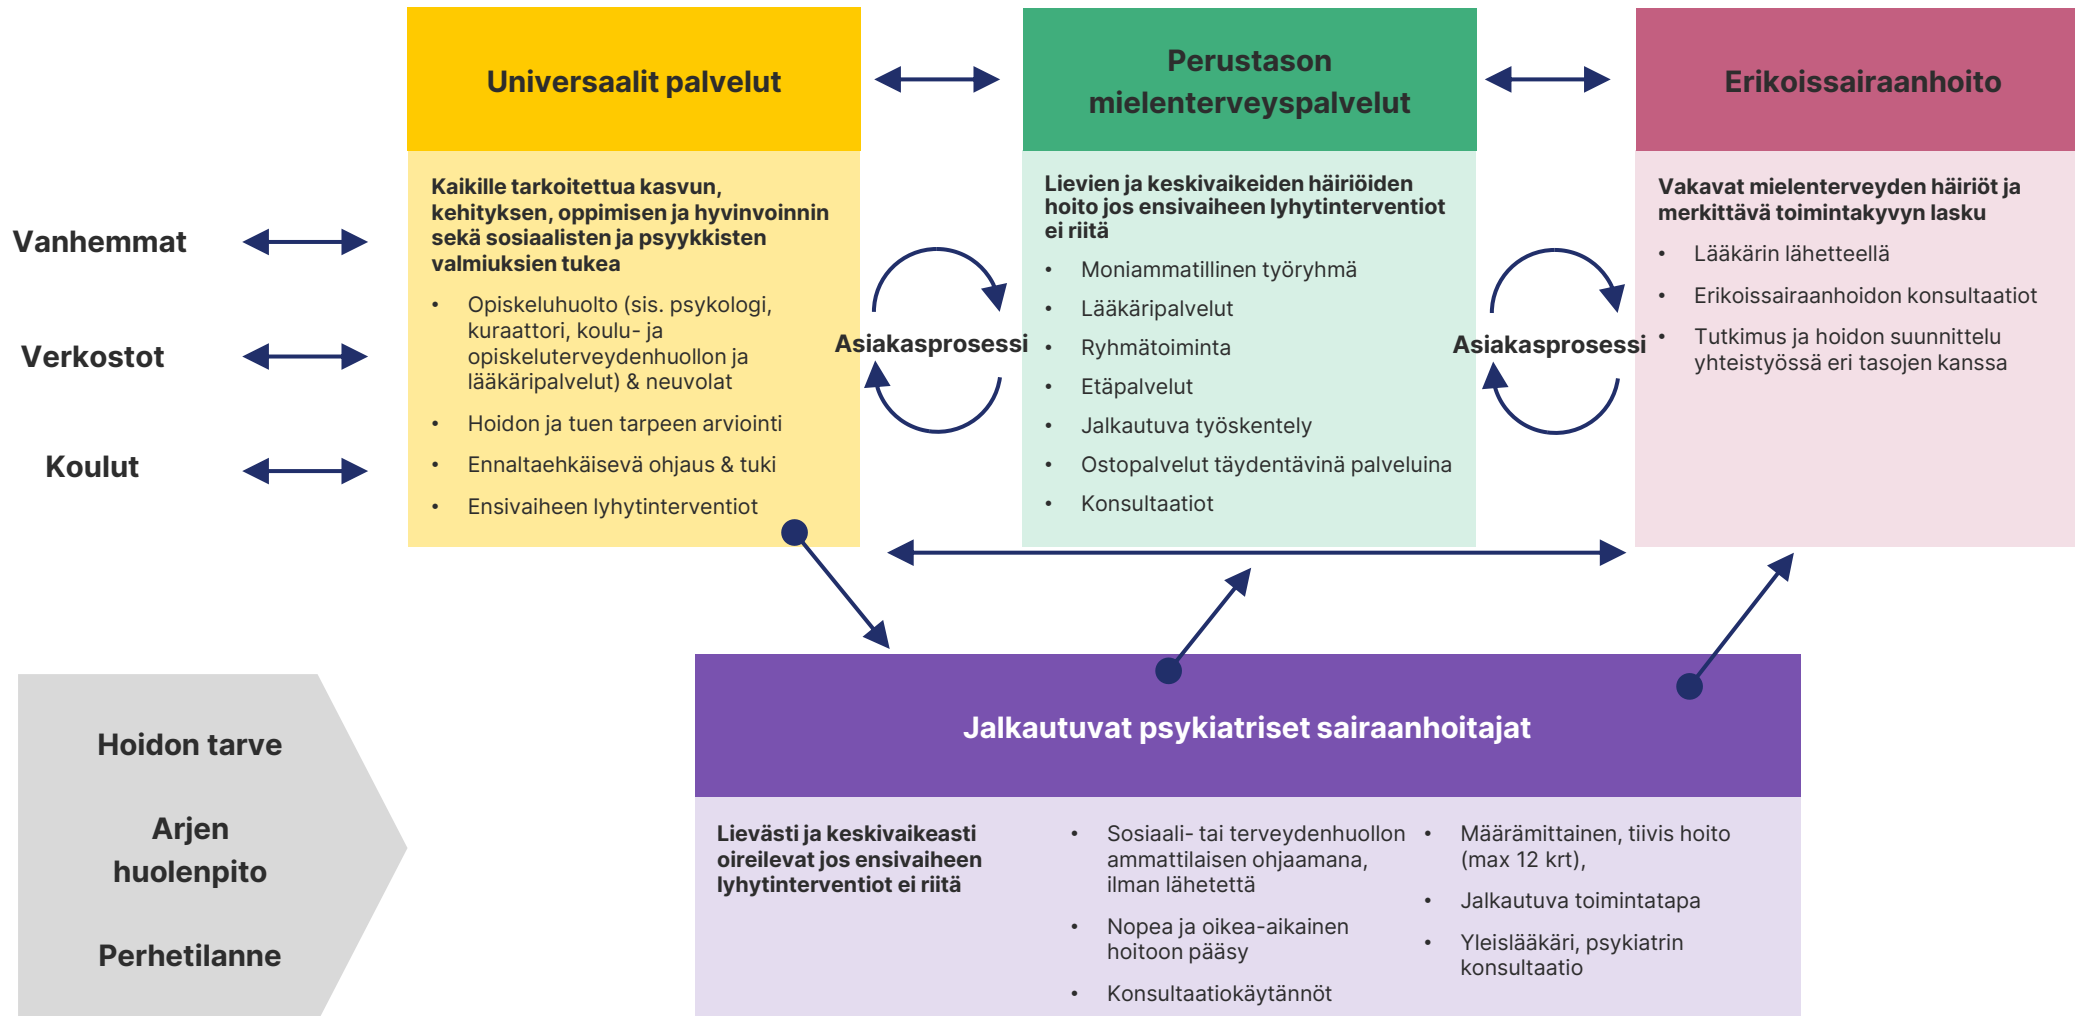 Universaalit palvelut
Perustason
mielenterveyspalvelut
Erikoissairaanhoito
Vanhemmat
Verkostot
Koulut
Kaikille tarkoitettua kasvun,
kehityksen, oppimisen ja hyvinvoinnin
sekä sosiaalisten ja psyykkisten
valmiuksien tukea
• Opiskeluhuolto (sis. psykologi,
kuraattori, koulu- ja
opiskeluterveydenhuollon ja
lääkäripalvelut) & neuvolat
• Hoidon ja tuen tarpeen arviointi
• Ennaltaehkäisevä ohjaus & tuki
• Ensivaiheen lyhytinterventiot
Asiakasprosessi
Lievien ja keskivaikeiden häiriöiden
hoito jos ensivaiheen lyhytinterventiot
ei riitä
• Moniammatillinen työryhmä
• Lääkäripalvelut
• Ryhmätoiminta
• Etäpalvelut
• Jalkautuva työskentely
• Ostopalvelut täydentävinä palveluina
• Konsultaatiot
Asiakasprosessi
Vakavat mielenterveyden häiriöt ja
merkittävä toimintakyvyn lasku
• Lääkärin lähetteellä
• Erikoissairaanhoidon konsultaatiot
• Tutkimus ja hoidon suunnittelu
yhteistyössä eri tasojen kanssa
Hoidon tarve
Arjen
huolenpito
Perhetilanne
Jalkautuvat psykiatriset sairaanhoitajat
Lievästi ja keskivaikeasti
oireilevat jos ensivaiheen
lyhytinterventiot ei riitä
• Sosiaali- tai terveydenhuollon
ammattilaisen ohjaamana,
ilman lähetettä
• Nopea ja oikea-aikainen
hoitoon pääsy
• Konsultaatiokäytännöt
• Määrämittainen, tiivis hoito
(max 12 krt),
• Jalkautuva toimintatapa
• Yleislääkäri, psykiatrin
konsultaatio